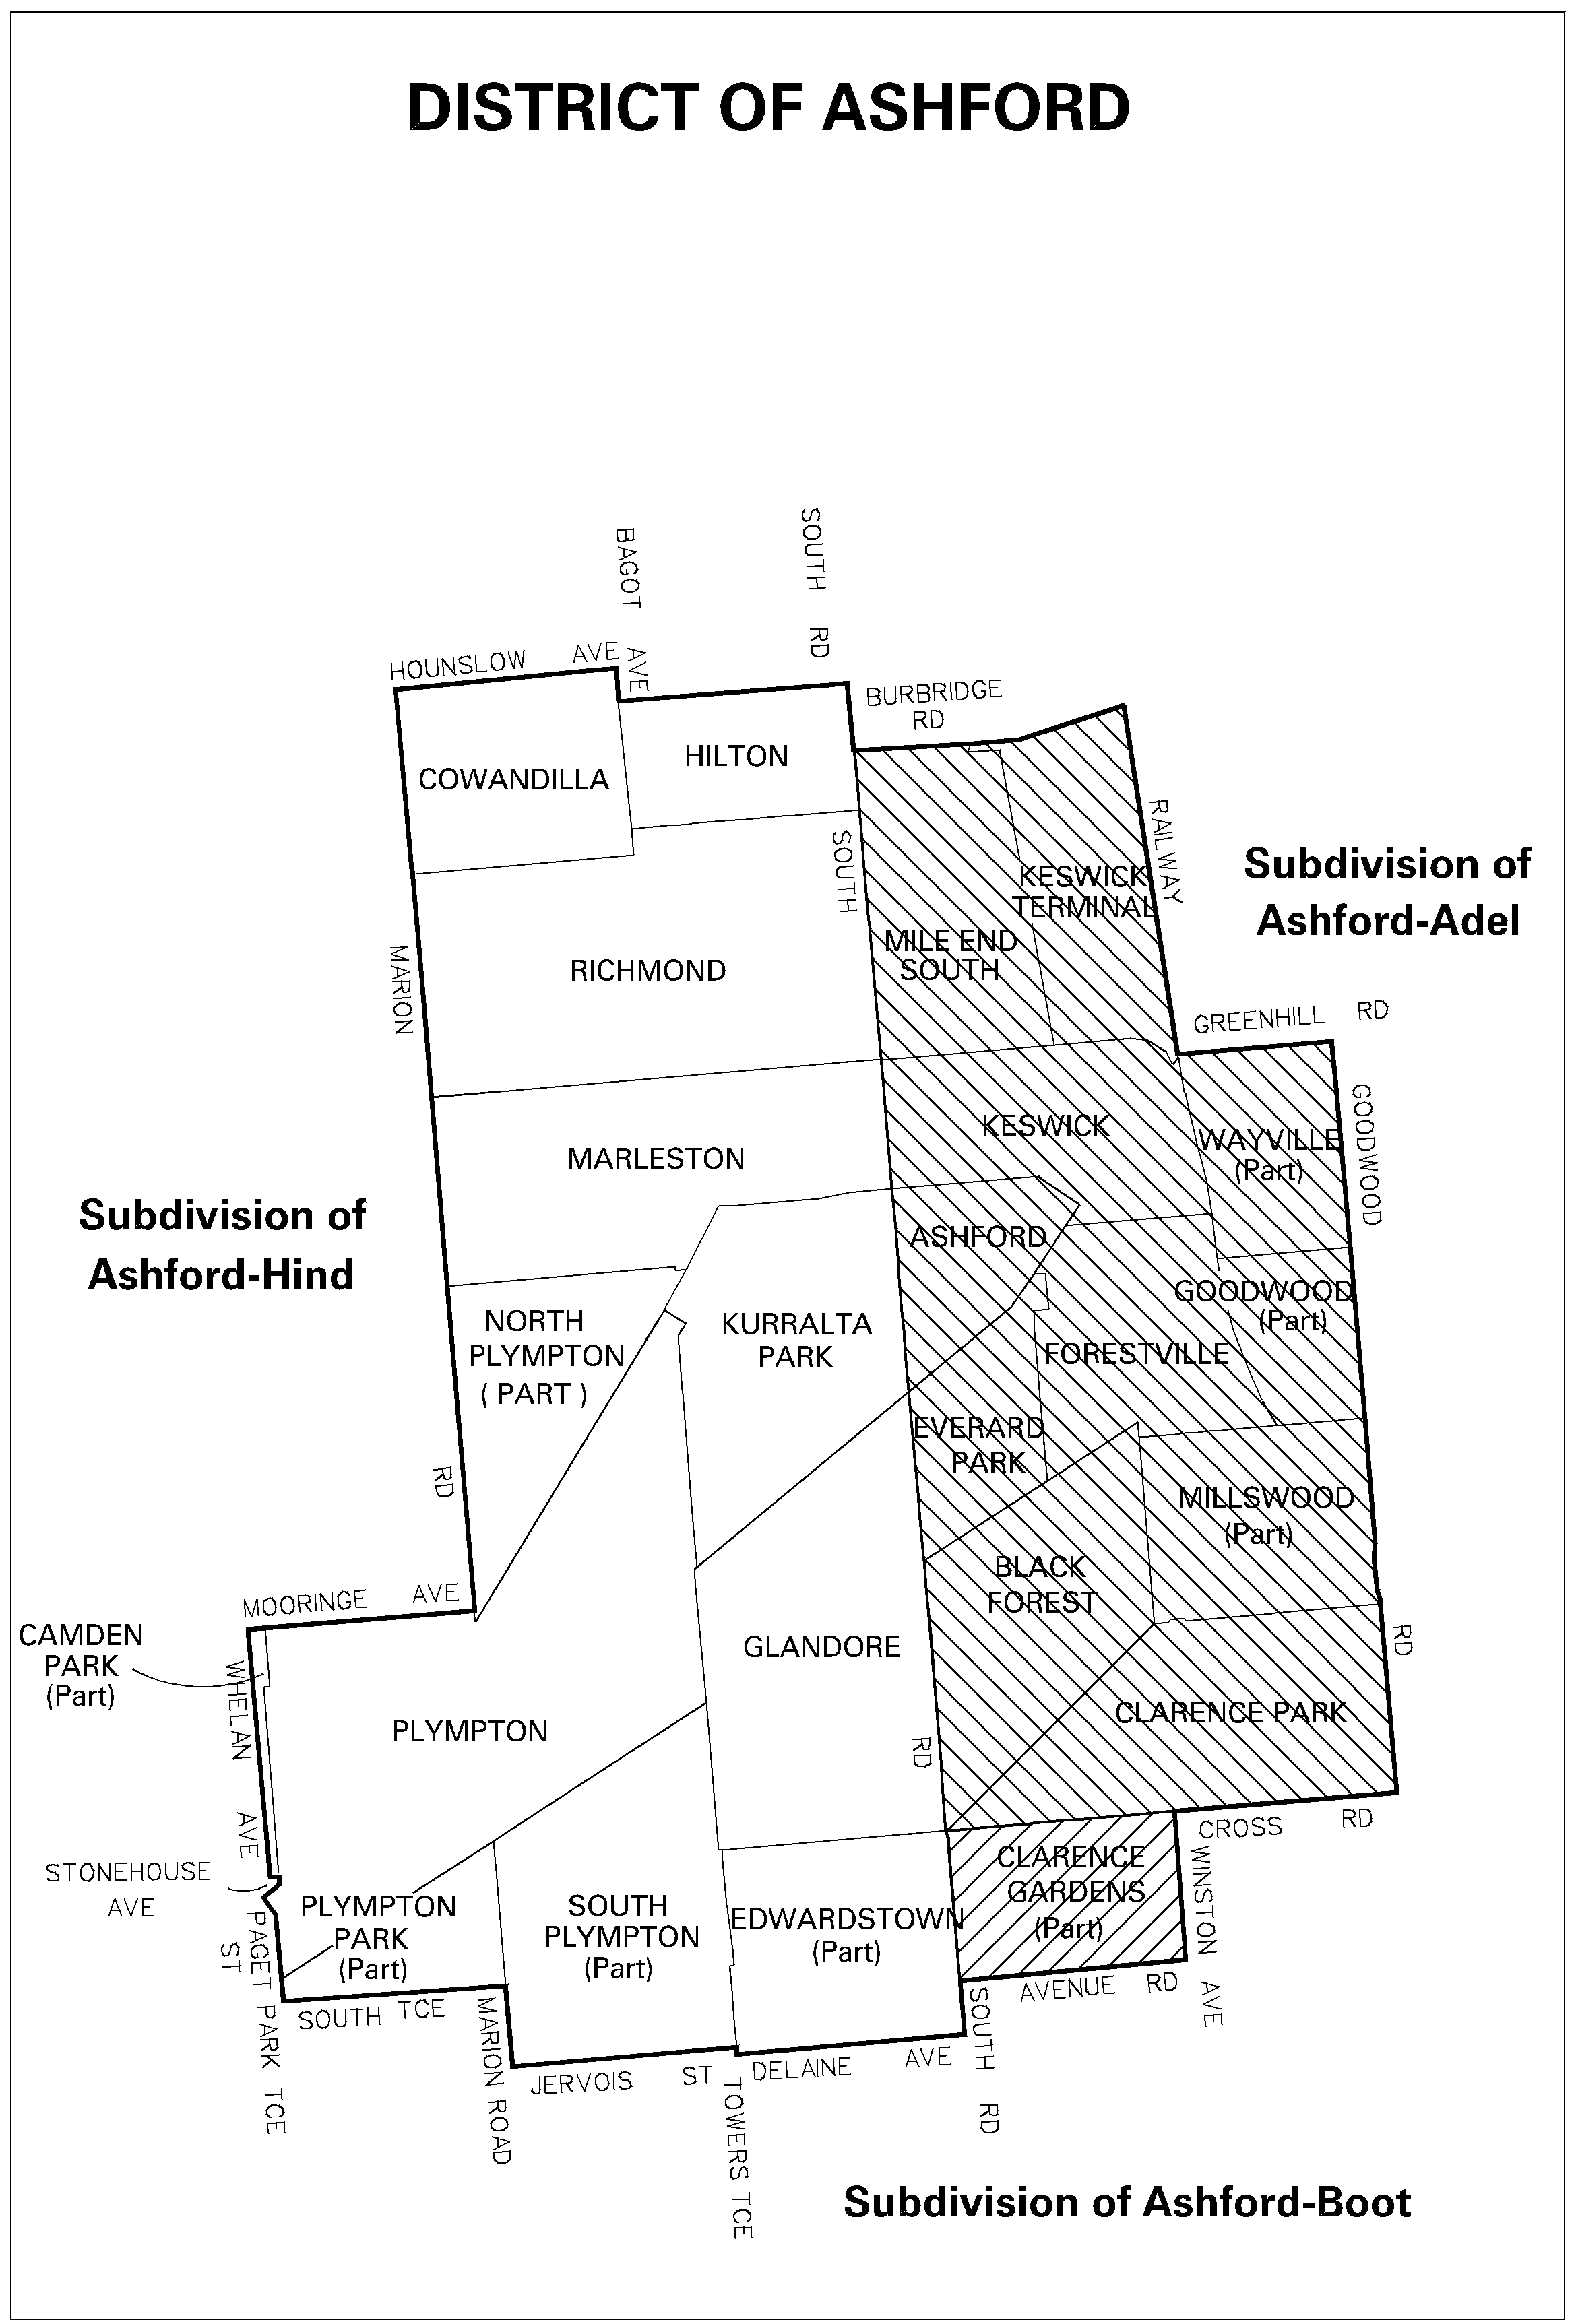 DISTRICT OF ASHFORD
BAGOT AVE
SOUTH RD
HOUNSLOW AVE
BURBRIDGE
RD
HILTON
COWANDILLA
RAILWAY
SOUTH
Subdivision of
Ashford-Adel
KESWICK
TERMINAL
MILE END
SOUTH
MARION
RICHMOND
GREENHILL RD
GOODWOOD
KESWICK
WAYVILLE
(Part)
MARLESTON
Subdivision of
Ashford-Hind
ASHFORD
GOODWOOD
(Part)
NORTH
PLYMPTON
( PART )
KURRALTA
PARK
FORESTVILLE
EVERARD
PARK
RD
MILLSWOOD
(Part)
BLACK
FOREST
MOORINGE AVE
CAMDEN
PARK
(Part)
WHELAN AVE
GLANDORE
RD
CLARENCE PARK
PLYMPTON
RD
CROSS RD
STONEHOUSE
AVE
CLARENCE
GARDENS
(Part)
WINSTON AVE
PLYMPTON
PARK
(Part)
SOUTH
PLYMPTON
(Part)
EDWARDSTOWN
(Part)
PAGET
ST
PARK TCE
SOUTH TCE
MARION ROAD
AVENUE RD
SOUTH RD
JERVOIS ST
DELAINE AVE
TOWERS TCE
Subdivision of Ashford-Boot